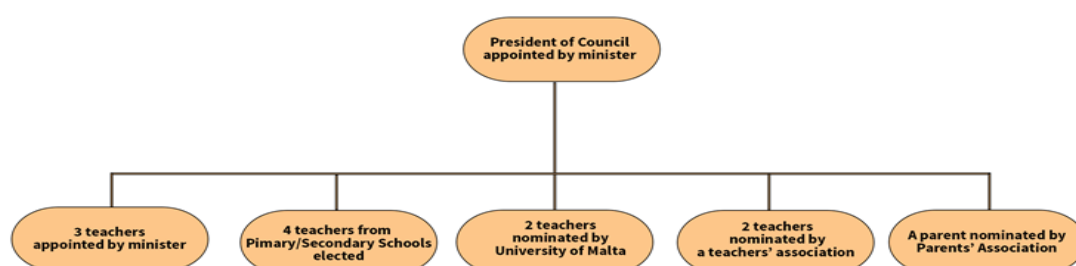 President of Council
appointed by minister
3 teachers
appointed by minister
4 teachers from
Pimary/Secondary Schools
elected
2 teachers
nominated by
University of Malta
2 teachers
nominated by
a teachers’ association
A parent nominated by
Parents’ Association